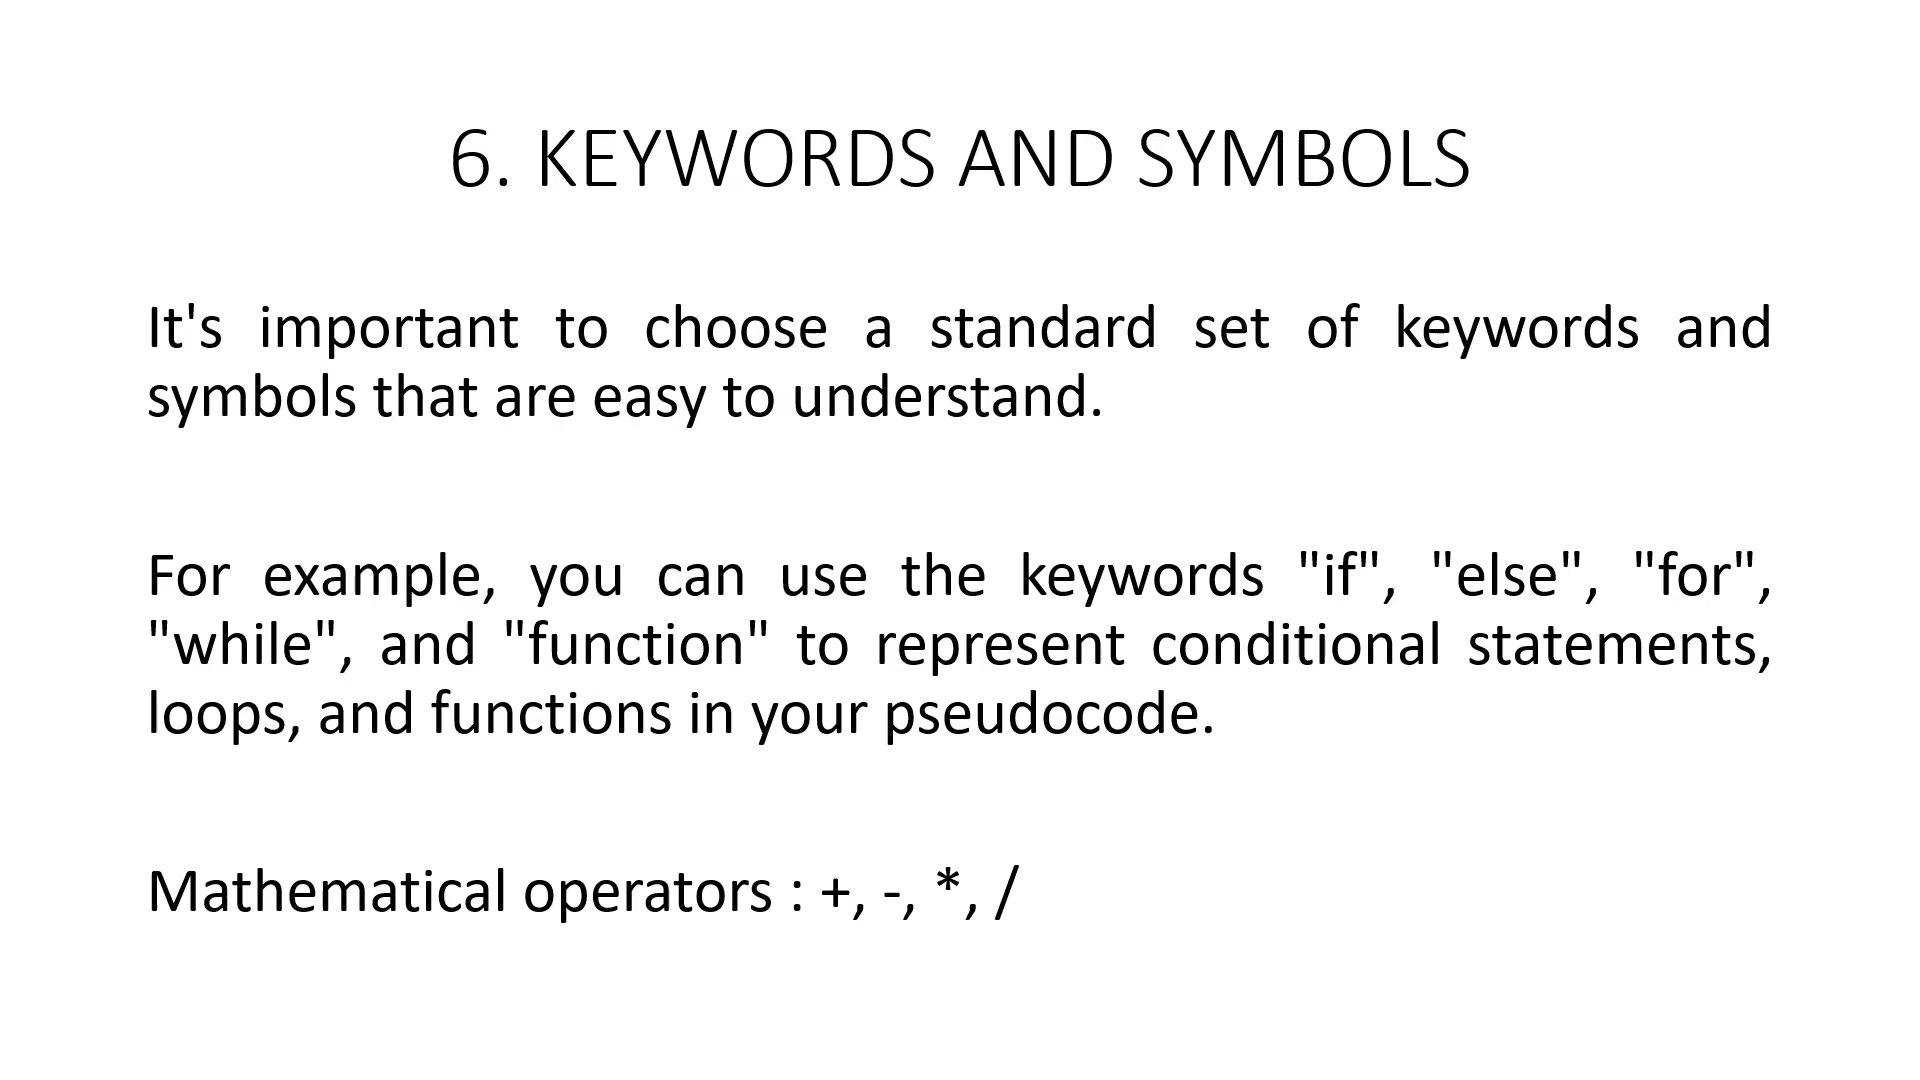 6. KEYWORDS AND SYMBOLS
It's important to choose a standard set of keywords and
symbols that are easy to understand.
For example, you can use the keywords "if", "else", "for",
"while", and "function" to represent conditional statements,
loops, and functions in your pseudocode.
Mathematical operators : +, -, *, /